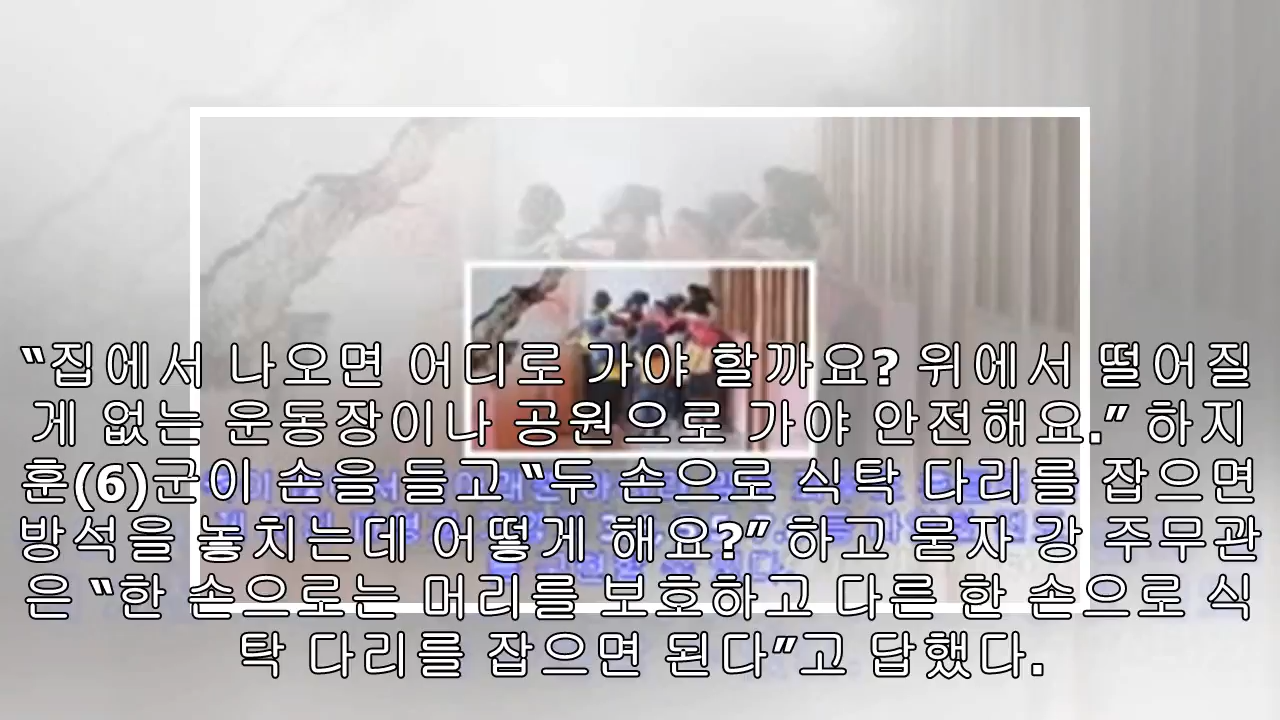 “집에서 나오면 어디로 가야 할까요? 위에서 떨어질
게 없는 운동장이나 공원으로 가야 안전해요.” 하지
훈(6)군이 손을 들고 “두 손으로 식탁 다리를 잡으면
방석을 놓치는데 어떻게 해요?” 하고 묻자 강 주무관
은 “한 손으로는 머리를 보호하고 다른 한 손으로 식
탁 다리를 잡으면 된다”고 답했다.